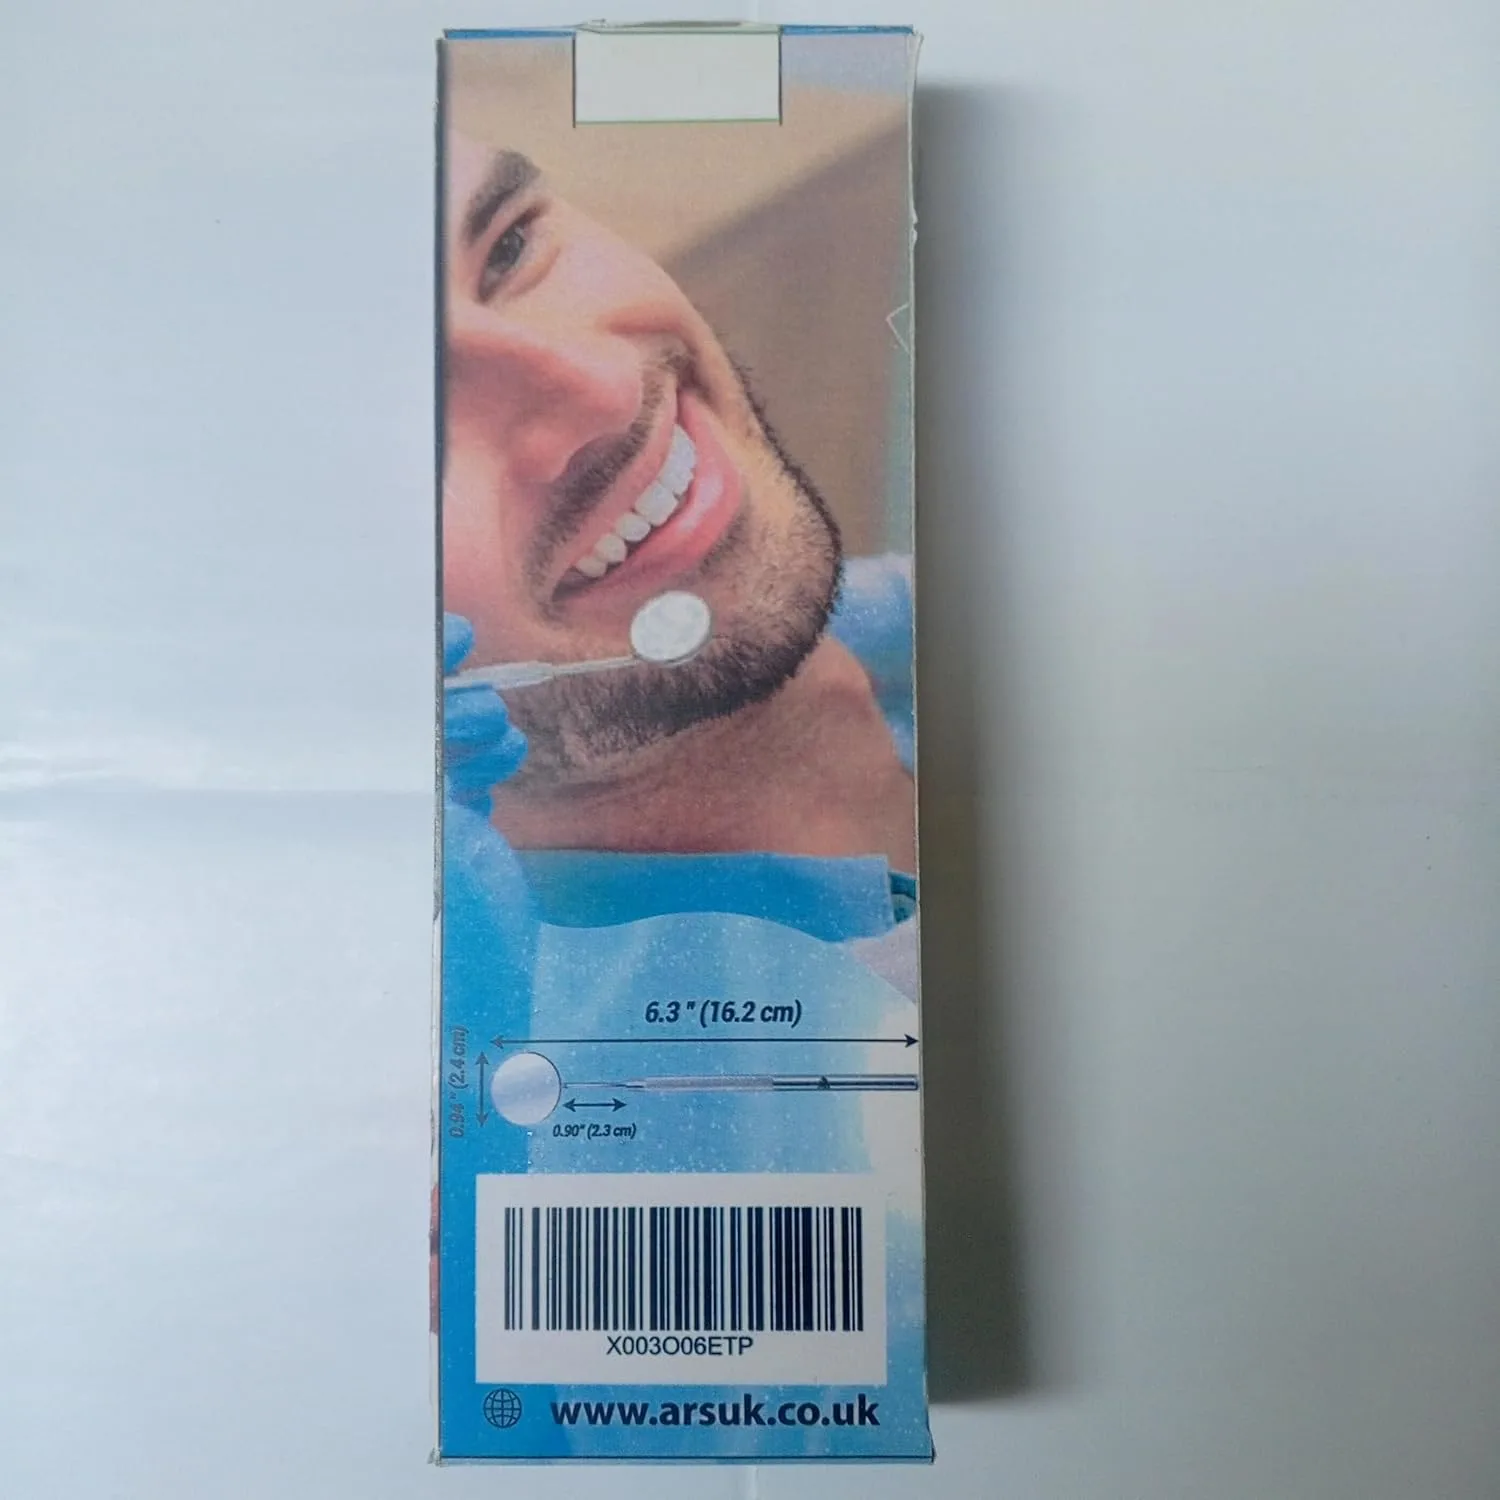 6.3 " (16.2 cm)
0.94 " (2.4 cm)
0.90" (2.3 cm)
X003O06ETP
www.arsuk.co.uk